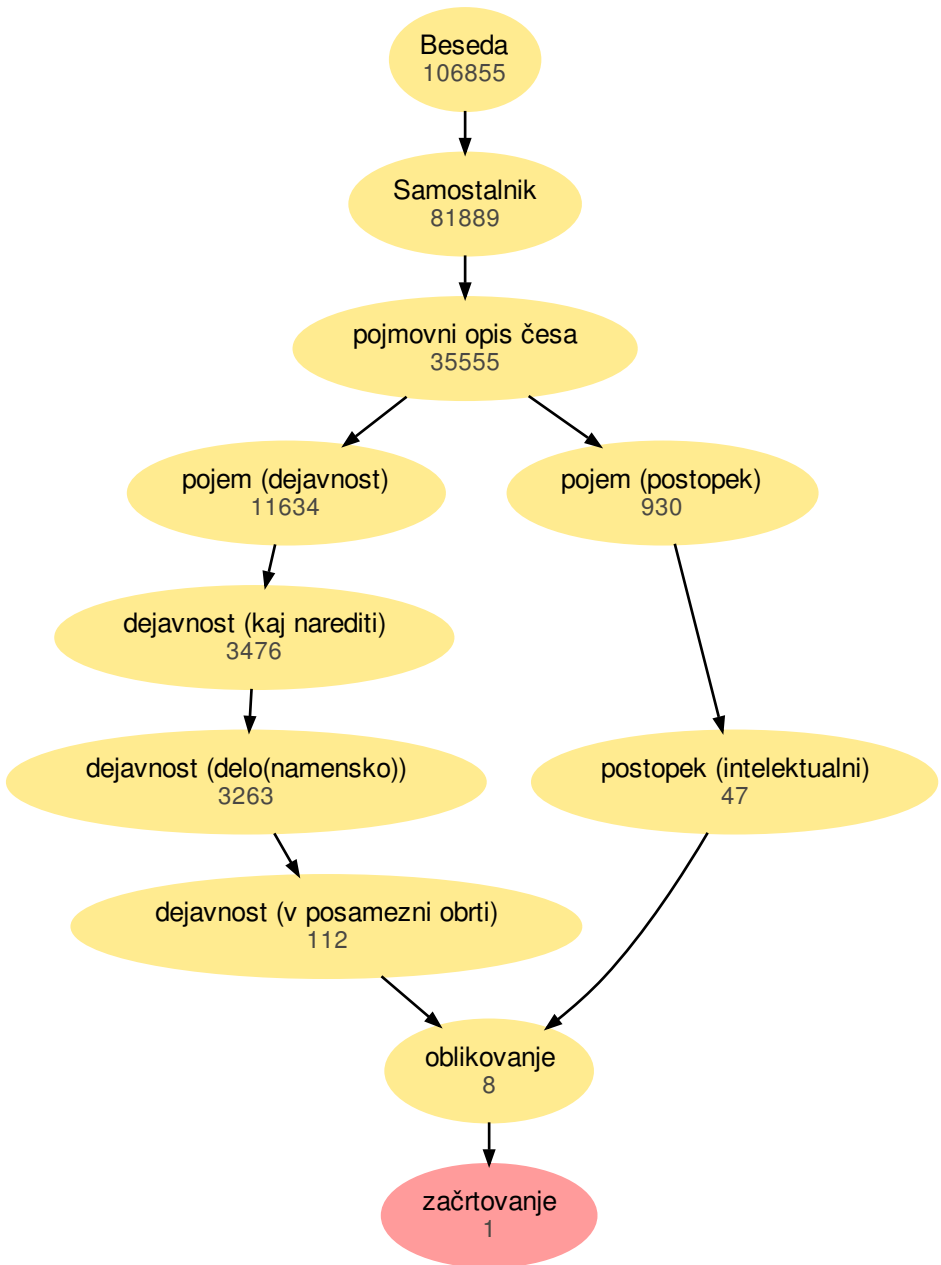 Beseda
106855
Samostalnik
81889
pojmovni opis česa
35555
pojem (dejavnost)
11634
pojem (postopek)
930
dejavnost (kaj narediti)
3476
dejavnost (delo(namensko))
3263
postopek (intelektualni)
47
dejavnost (v posamezni obrti)
112
oblikovanje
8
začrtovanje
1